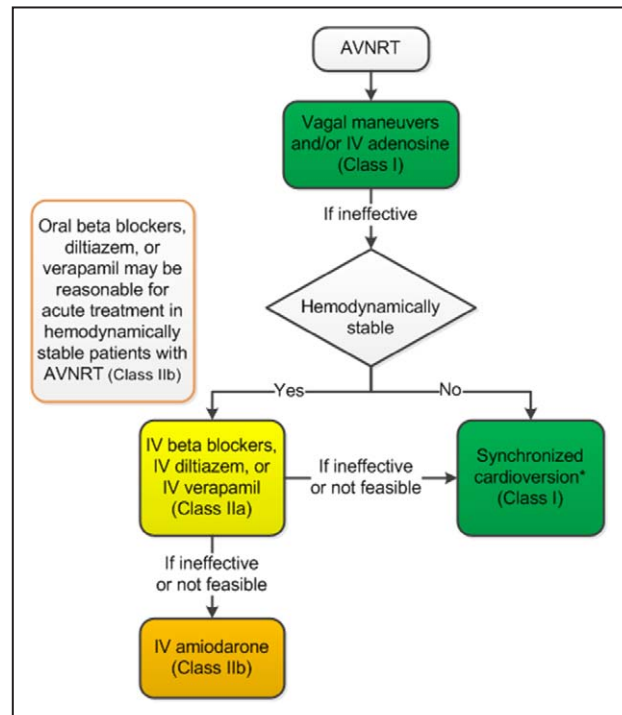 AVNRT
Vagal maneuvers
and/or IV adenosine
(Class I)
If ineffective
Oral beta blockers,
diltiazem, or
verapamil may be
reasonable for
acute treatment in
hemodynamically
stable patients with
AVNRT (Class IIb)
Hemodynamically
stable
Yes
No
IV beta blockers,
IV diltiazem, or
IV verapamil
(Class IIa)
If ineffective
or not feasible
Synchronized
cardioversion*
(Class I)
If ineffective
or not feasible
IV amiodarone
(Class IIb)